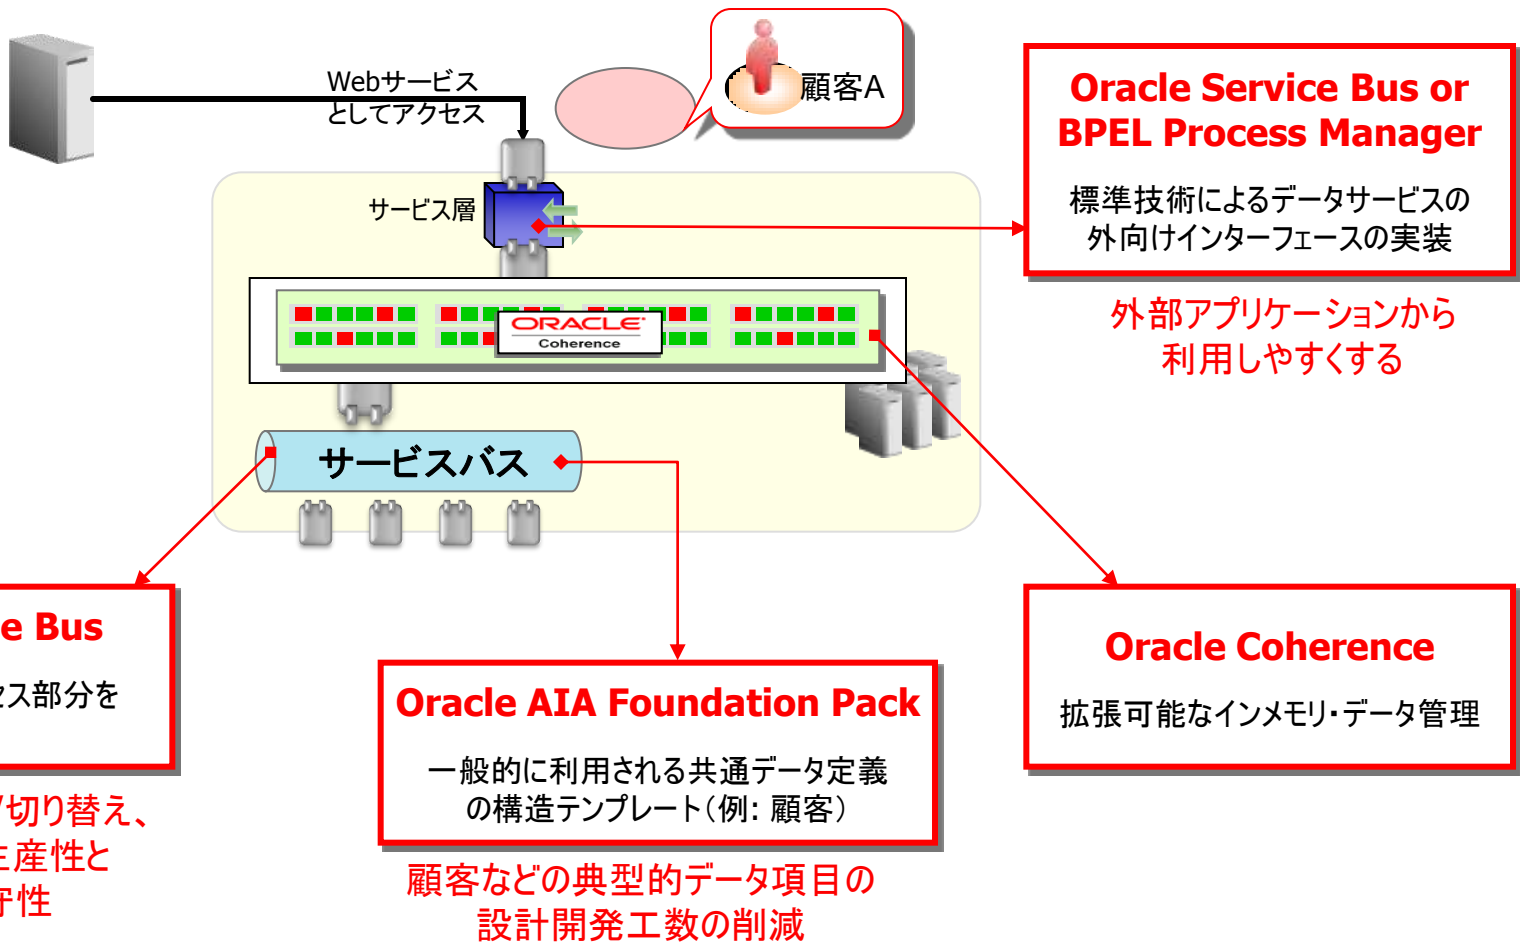 Webサービス
としてアクセス
顧客A
サービス層
ORACLE
Coherence
サービスバス
Oracle Service Bus or
BPEL Process Manager
標準技術によるデータサービスの
外向けインターフェースの実装
外部アプリケーションから
利用しやすくする
e Bus
セス部分を
切り替え、
生産性と
守性
Oracle AIA Foundation Pack
一般的に利用される共通データ定義
の構造テンプレート（例: 顧客）
顧客などの典型的データ項目の
設計開発工数の削減
Oracle Coherence
拡張可能なインメモリ・データ管理